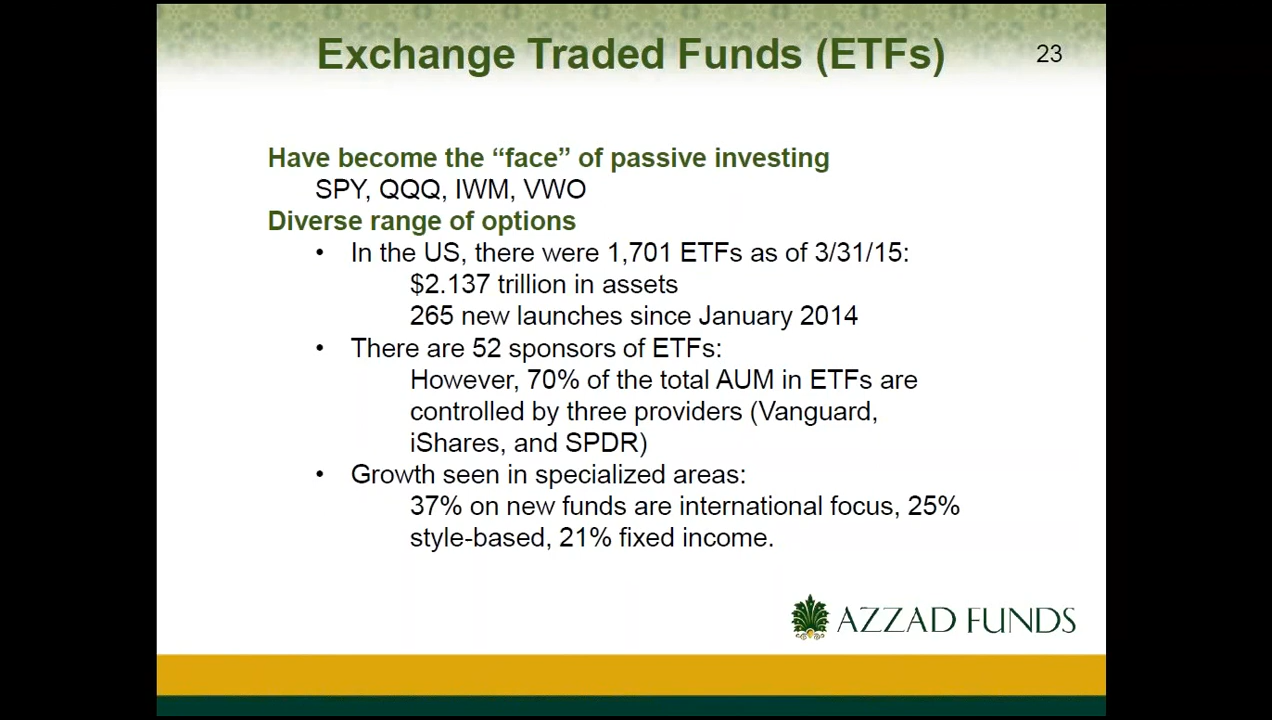 Exchange Traded Funds (ETFs)
23
Have become the “face” of passive investing
SPY, QQQ, IWM, VWO
Diverse range of options
• In the US, there were 1,701 ETFs as of 3/31/15:
$2.137 trillion in assets
265 new launches since January 2014
• There are 52 sponsors of ETFs:
However, 70% of the total AUM in ETFs are
controlled by three providers (Vanguard,
iShares, and SPDR)
• Growth seen in specialized areas:
37% on new funds are international focus, 25%
style-based, 21% fixed income.
AZZAD FUNDS